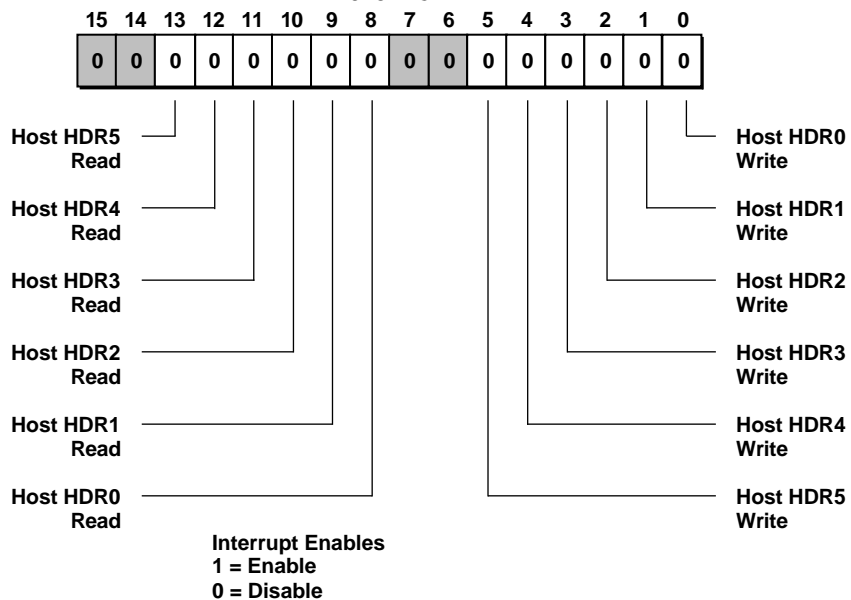 15 14 13 12 11 10 9 8 7 6 5 4 3 2 1 0
0 0 0 0 0 0 0 0 0 0 0 0 0 0 0 0
Host HDR5
Read
Host HDR0
Write
Host HDR4
Read
Host HDR1
Write
Host HDR3
Read
Host HDR2
Write
Host HDR2
Read
Host HDR3
Write
Host HDR1
Read
Host HDR4
Write
Host HDR0
Read
Host HDR5
Write
Interrupt Enables
1 = Enable
0 = Disable